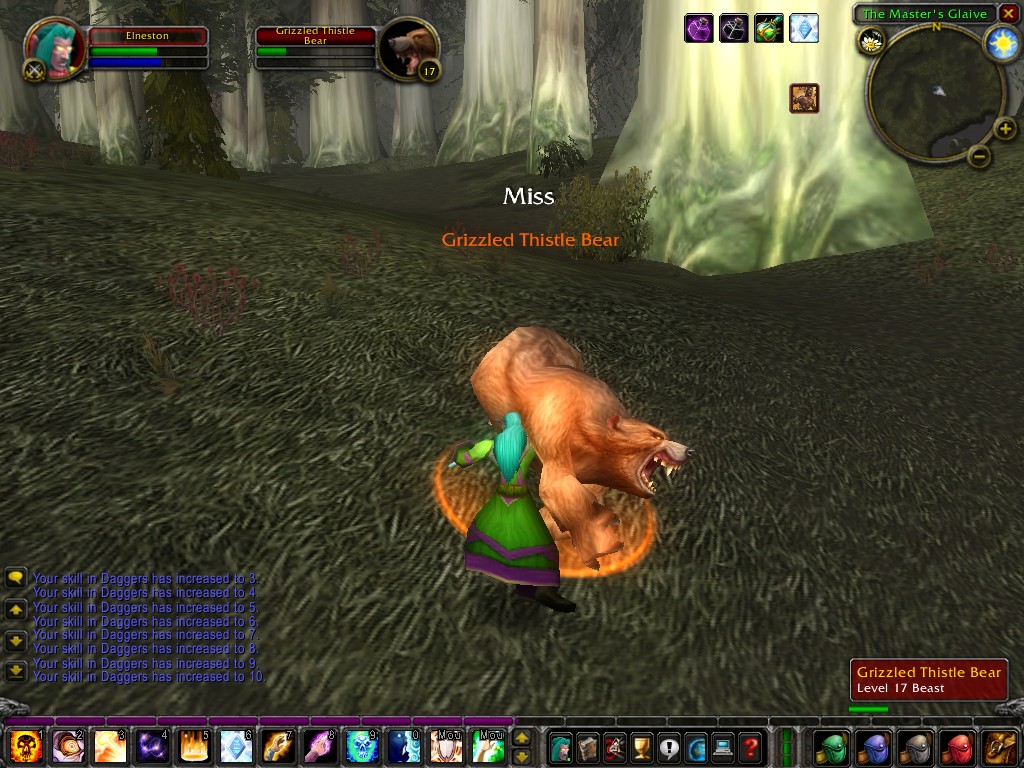 Elneston
Grizzled Thistle
Bear
17
The Master's Glaive
N
Miss
Grizzled Thistle Bear
Your skill in Daggers has increased to 3.
Your skill in Daggers has increased to 4.
Your skill in Daggers has increased to 5.
Your skill in Daggers has increased to 6.
Your skill in Daggers has increased to 7.
Your skill in Daggers has increased to 8.
Your skill in Daggers has increased to 9.
Your skill in Daggers has increased to 10.
Grizzled Thistle Bear
Level 17 Beast
1 2 3 4 5 6 7 8 9 0 Mou Mou